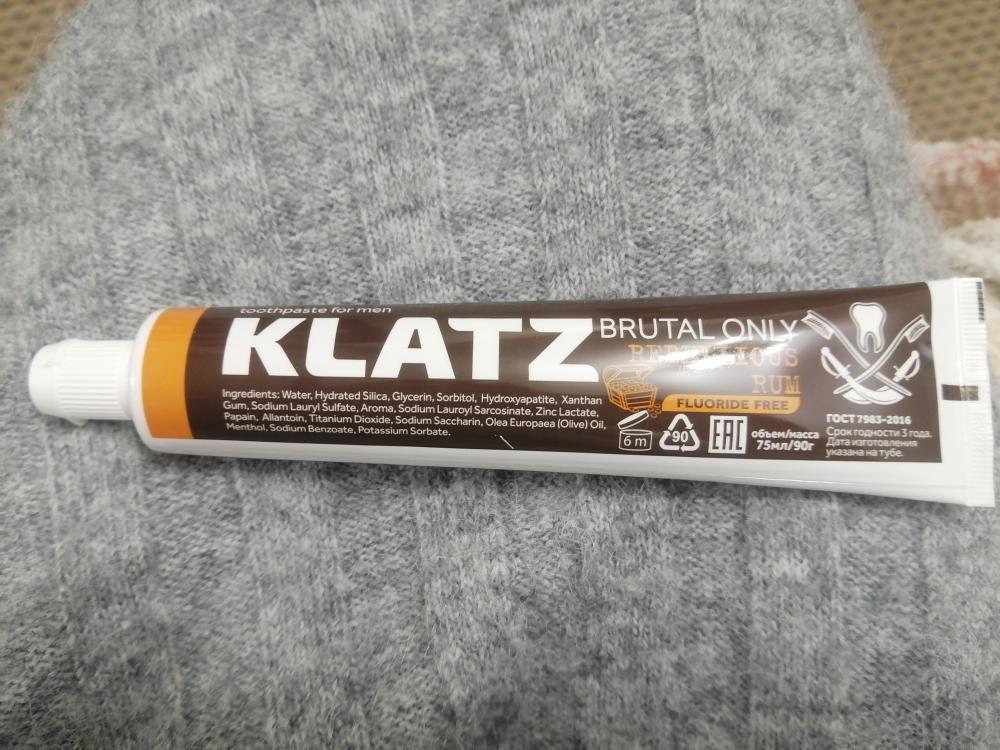 toothpaste for men
KLATZ
BRUTAL ONLY
REBELLIOUS
RUM
FLUORIDE FREE
Ingredients: Water, Hydrated Silica, Glycerin, Sorbitol, Hydroxyapatite, Xanthan
Gum, Sodium Lauryl Sulfate, Aroma, Sodium Lauroyl Sarcosinate, Zinc Lactate,
Papain, Allantoin, Titanium Dioxide, Sodium Saccharin, Olea Europaea (Olive) Oil,
Menthol, Sodium Benzoate, Potassium Sorbate.
6 m
90
EAC
объем/масса
75мл/90г
ГОСТ 7983-2016
Срок годности 3 года.
Дата изготовления
указана на тубе.